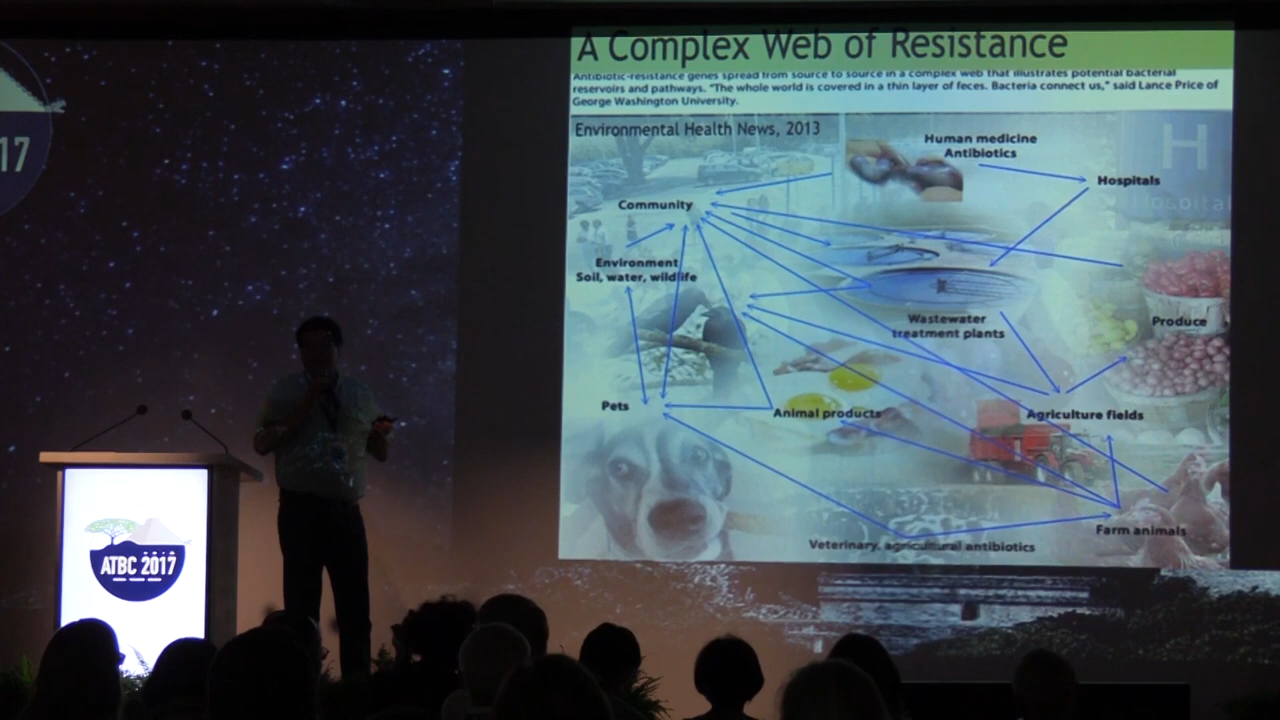 A Complex Web of Resistance
Antibiotic-resistance genes spread from source to source in a complex web that illustrates potential bacterial
reservoirs and pathways. "The whole world is covered in a thin layer of feces. Bacteria connect us," said Lance Price of
George Washington University.
Environmental Health News, 2013
Human medicine
Antibiotics
H
Hospitals
Hospital
Community
17
Environment
Soil, water, wildlife
Wastewater
treatment plants
Produce
Pets
Animal products
Agriculture fields
Farm animals
Veterinary, agricultural antibiotics
ATBC 2017